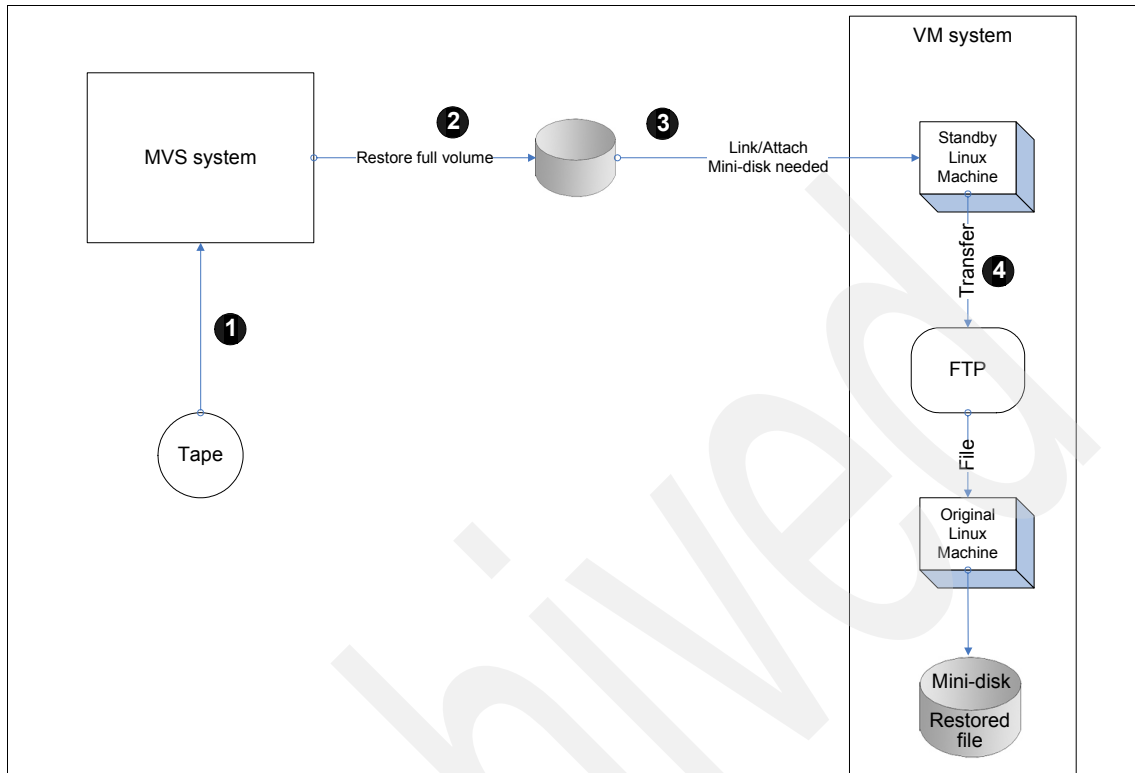 VM system
MVS system
2
Restore full volume
3
Link/Attach
Mini-disk needed
Standby
Linux
Machine
1
Tape
Transfer
4
FTP
File
Original
Linux
Machine
Mini-disk
Restored
file
hived